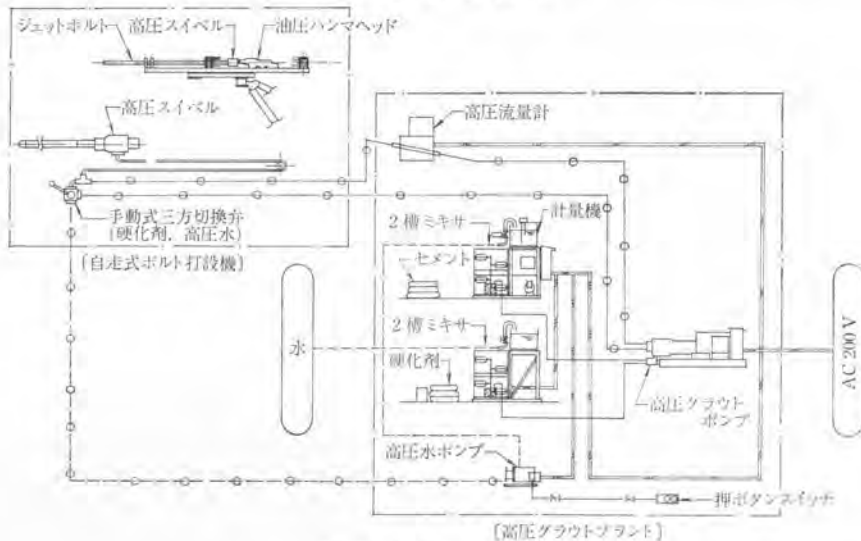 ジェットボルト 高圧スイベル 油圧ハンマヘッド
高圧スイベル
高圧流量計
手動式三方切換弁
(硬化剤, 高圧水)
〔自走式ボルト打設機〕
2槽ミキサ
計量機
セメント
水
2槽ミキサ
硬化剤
高圧グラウト
ポンプ
AC 200 V
高圧水ポンプ
押ボタンスイッチ
〔高圧グラウトプラント〕